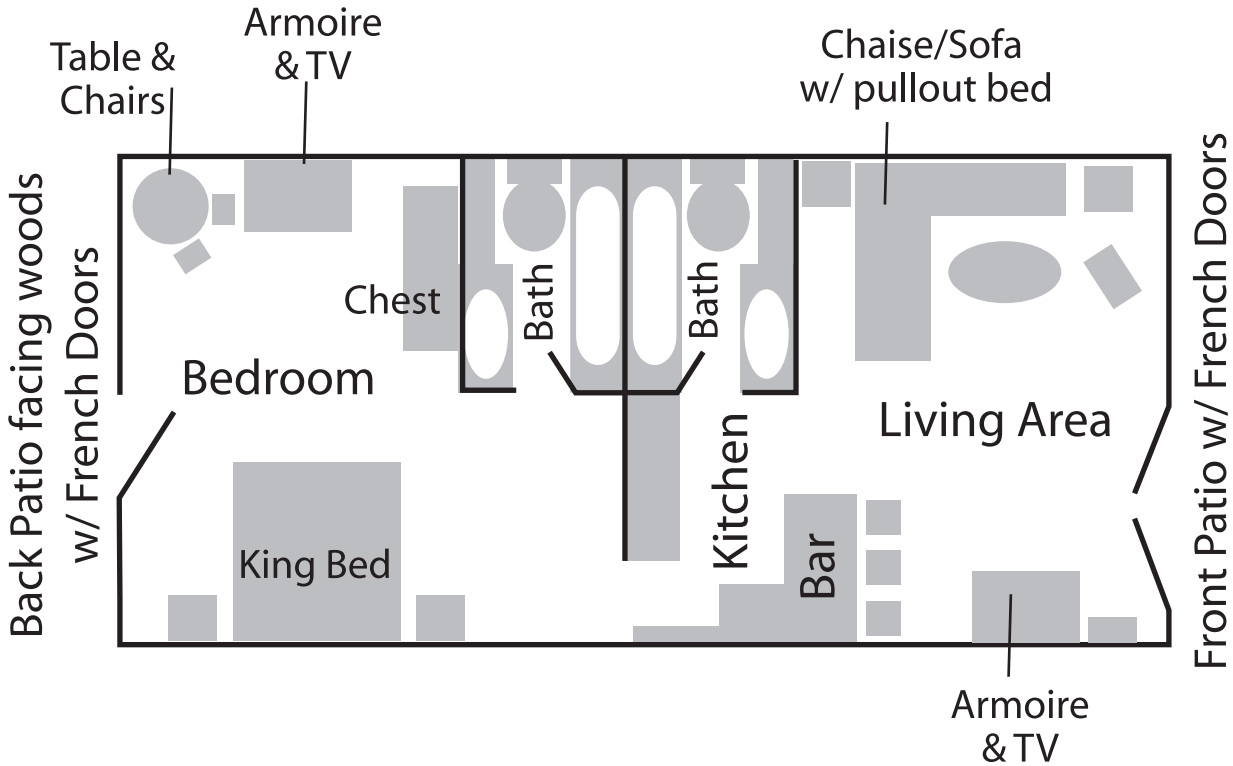 Armoire
& TV
Table &
Chairs
Chaise/Sofa
w/ pullout bed
Back Patio facing woods
w/ French Doors
Chest
Bath
Bath
Bedroom
Living Area
Kitchen
King Bed
Bar
Front Patio w/ French Doors
Armoire
& TV